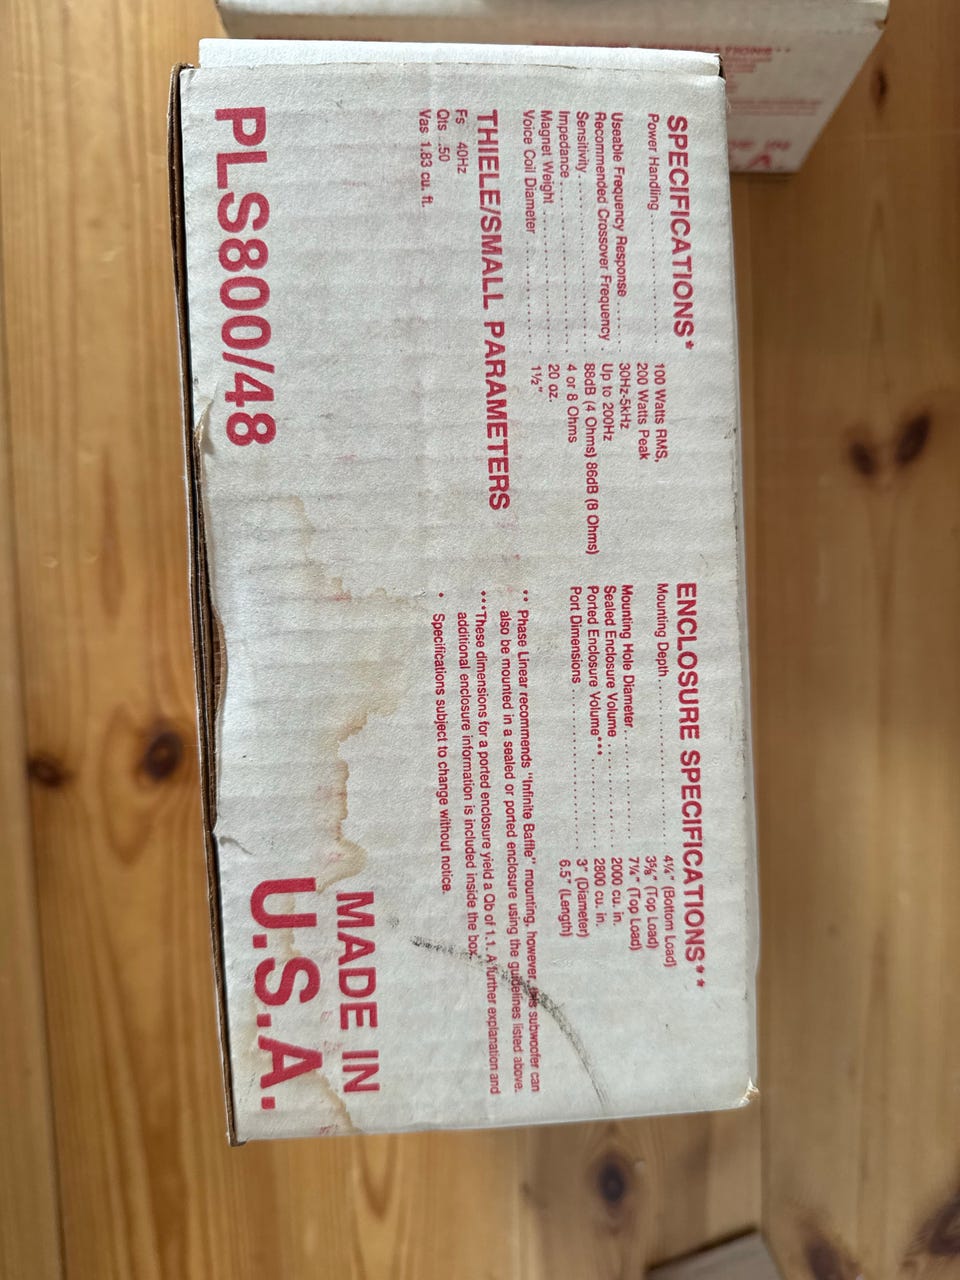 SPECIFICATIONS*
Power Handling . . . . . . . . . . . . . . 100 Watts RMS,
200 Watts Peak
Useable Frequency Response . . . . . . 30Hz-5kHz
Recommended Crossover Frequency . Up to 200Hz
Sensitivity . . . . . . . . . . . . . . . . . . 88dB (4 Ohms) 86dB (8 Ohms)
Impedance . . . . . . . . . . . . . . . . . 4 or 8 Ohms
Magnet Weight . . . . . . . . . . . . . . 20 oz.
Voice Coil Diameter . . . . . . . . . . . 1½"
THIELE/SMALL PARAMETERS
Fs 40Hz
Qts .50
Vas 1.83 cu. ft.
PLS800/48
ENCLOSURE SPECIFICATIONS**
Mounting Depth . . . . . . . . . . . . . . 4¼" (Bottom Load)
3⅝" (Top Load)
Mounting Hole Diameter . . . . . . . . . 7¼" (Top Load)
Sealed Enclosure Volume . . . . . . . . 2000 cu. in.
Ported Enclosure Volume*** . . . . . . 2800 cu. in.
Port Dimensions . . . . . . . . . . . . . . 3" (Diameter)
6.5" (Length)
** Phase Linear recommends "Infinite Baffle" mounting, however, this subwoofer can
also be mounted in a sealed or ported enclosure using the guidelines listed above.
***These dimensions for a ported enclosure yield a Qb of 1.1. A further explanation and
additional enclosure information is included inside the box.
* Specifications subject to change without notice.
MADE IN
U.S.A.